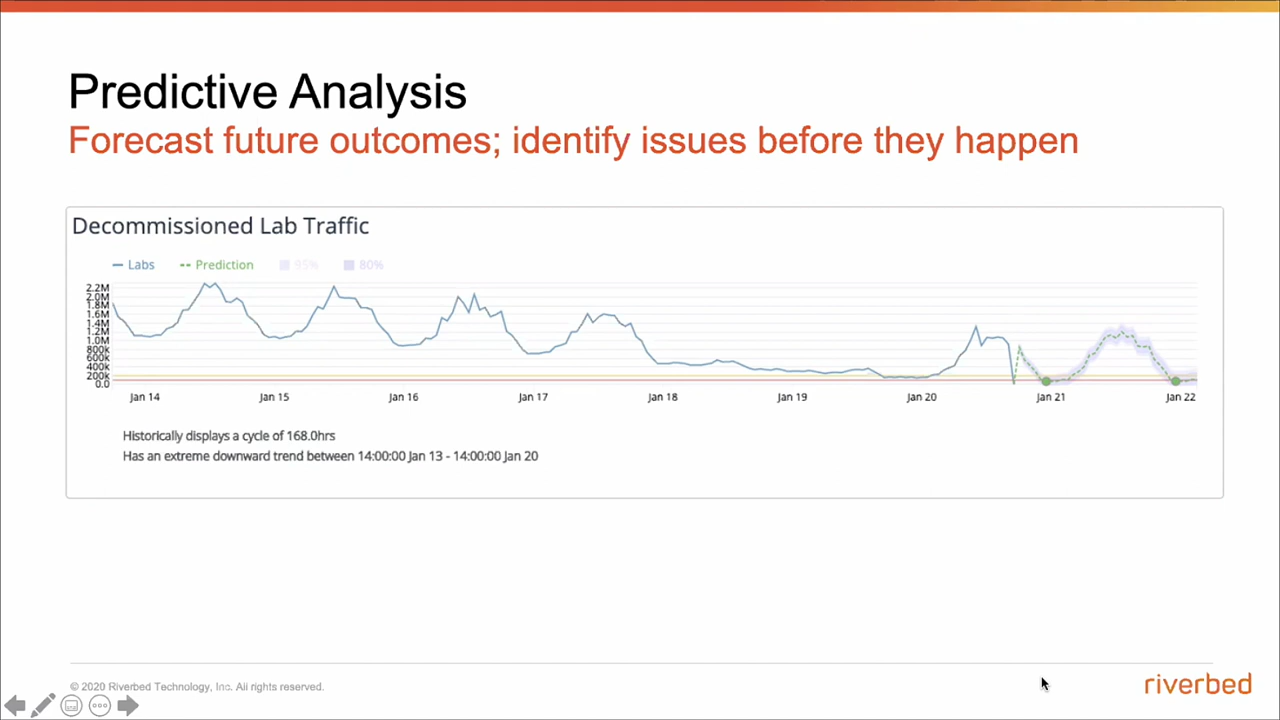 Predictive Analysis
Forecast future outcomes; identify issues before they happen
Decommissioned Lab Traffic
Labs Prediction 95% 80%
2.2M
2.0M
1.8M
1.6M
1.4M
1.2M
1.0M
800k
600k
400k
200k
0.0
Jan 14 Jan 15 Jan 16 Jan 17 Jan 18 Jan 19 Jan 20 Jan 21 Jan 22
Historically displays a cycle of 168.0hrs
Has an extreme downward trend between 14:00:00 Jan 13 - 14:00:00 Jan 20
© 2020 Riverbed Technology, Inc. All rights reserved.
riverbed